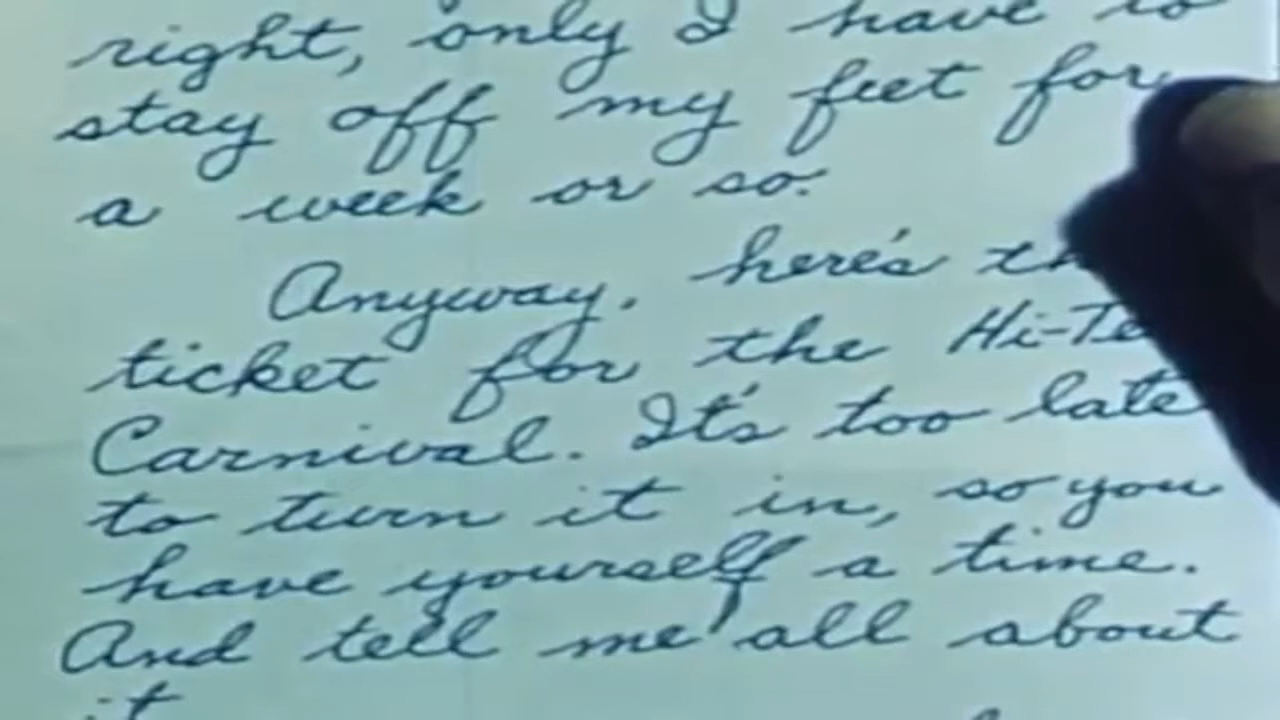 right, only I have to
stay off my feet for
a week or so.
Anyway, here's
ticket for the Hi-Te
Carnival. It's too late
to turn it in, so you
have yourself a time.
And tell me all about
it